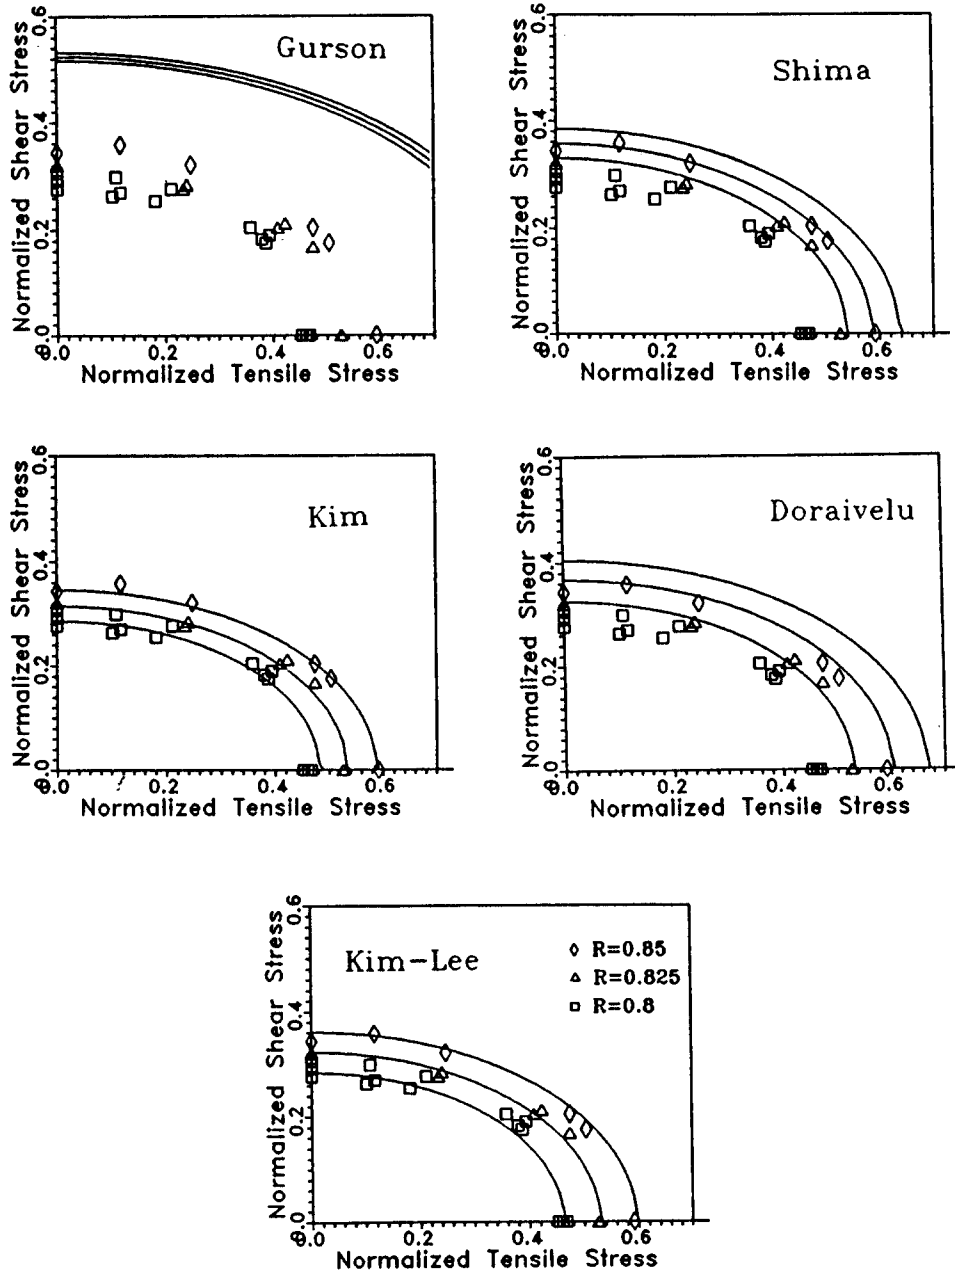 Gurson
Normalized Shear Stress
0.6
0.4
0.2
0.0
0.0 0.2 0.4 0.6
Normalized Tensile Stress
Shima
Normalized Shear Stress
0.6
0.4
0.2
0.0
0.0 0.2 0.4 0.6
Normalized Tensile Stress
Kim
Normalized Shear Stress
0.6
0.4
0.2
0.0
0.0 0.2 0.4 0.6
Normalized Tensile Stress
Doraivelu
Normalized Shear Stress
0.6
0.4
0.2
0.0
0.0 0.2 0.4 0.6
Normalized Tensile Stress
Kim-Lee
R=0.85
R=0.825
R=0.8
Normalized Shear Stress
0.6
0.4
0.2
0.0
0.0 0.2 0.4 0.6
Normalized Tensile Stress